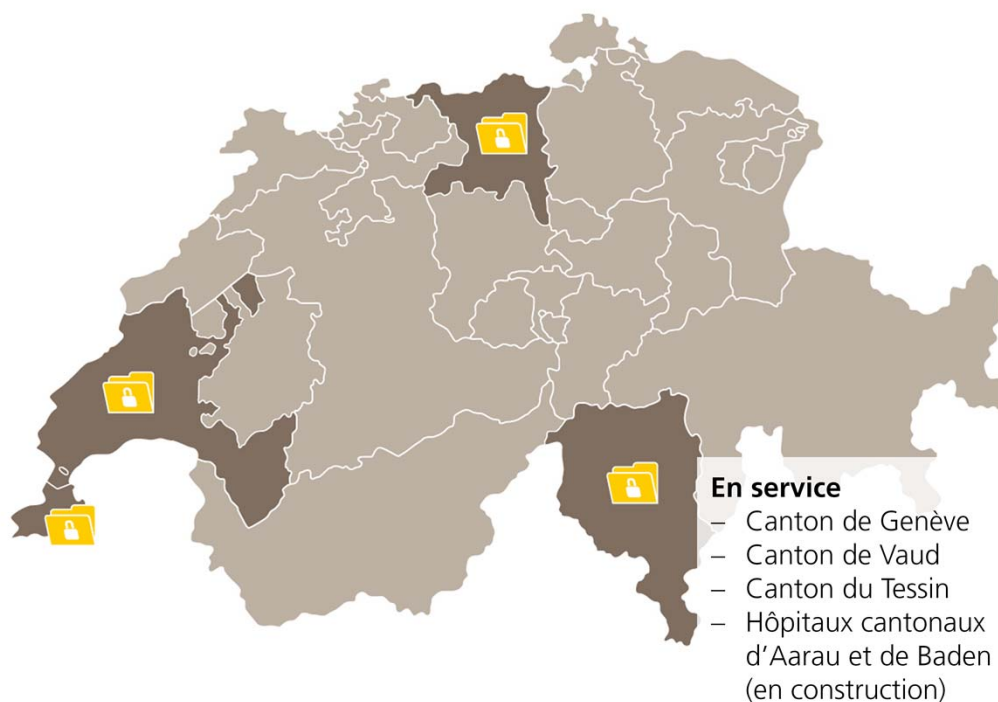 En service
– Canton de Genève
– Canton de Vaud
– Canton du Tessin
– Hôpitaux cantonaux
d’Aarau et de Baden
(en construction)